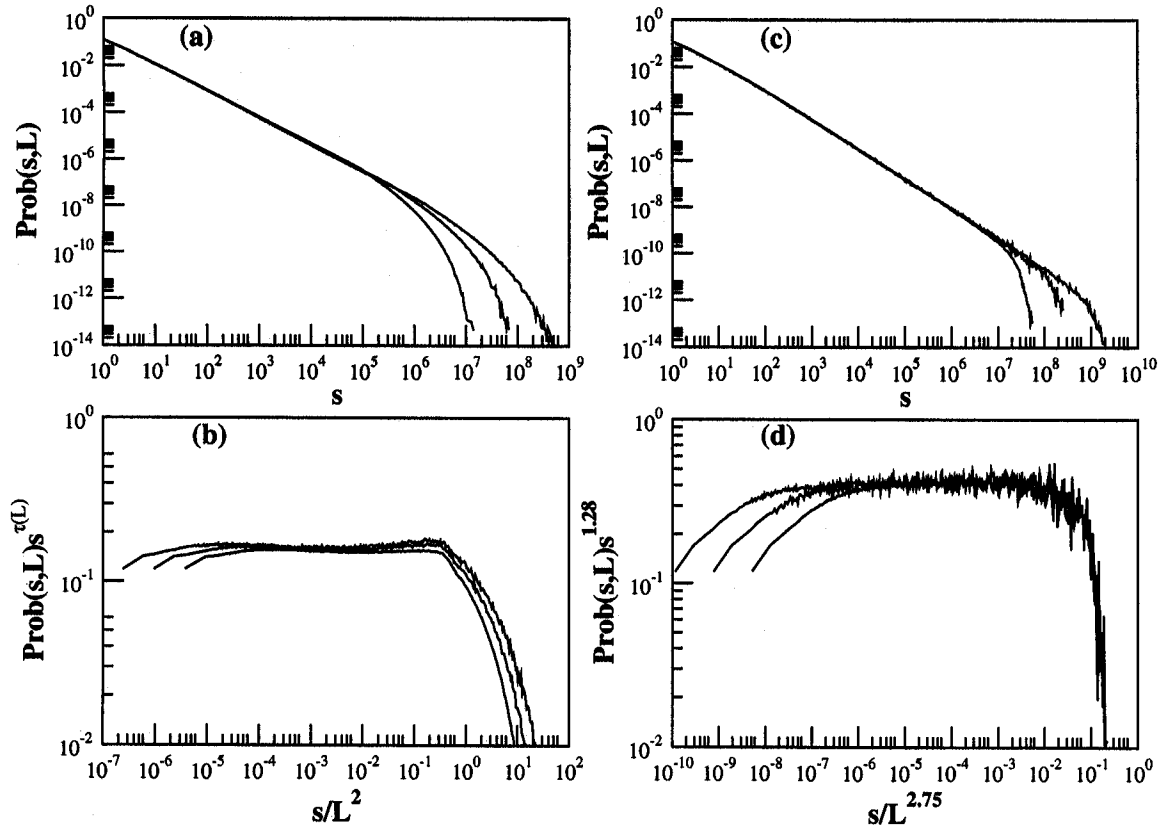 (a)
Prob(s,L)
10^0
10^-2
10^-4
10^-6
10^-8
10^-10
10^-12
10^-14
10^0 10^1 10^2 10^3 10^4 10^5 10^6 10^7 10^8 10^9
s
(c)
Prob(s,L)
10^0
10^-2
10^-4
10^-6
10^-8
10^-10
10^-12
10^-14
10^0 10^1 10^2 10^3 10^4 10^5 10^6 10^7 10^8 10^9 10^10
s
(b)
Prob(s,L)s^τ(L)
10^0
10^-1
10^-2
10^-7 10^-6 10^-5 10^-4 10^-3 10^-2 10^-1 10^0 10^1 10^2
s/L^2
(d)
Prob(s,L)s^1.28
10^0
10^-1
10^-2
10^-10 10^-9 10^-8 10^-7 10^-6 10^-5 10^-4 10^-3 10^-2 10^-1 10^0
s/L^2.75